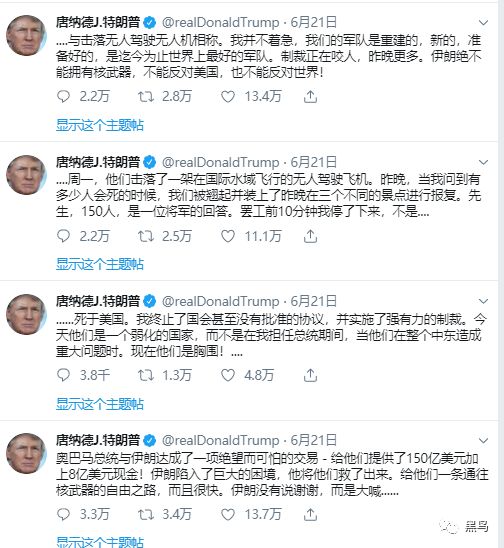 唐纳德J.特朗普 @realDonldTrump · 6月21日
....与击落无人驾驶无人机相称。我并不着急，我们的军队是重建的，新的，准
备好的，是迄今为止世界上最好的军队。制裁正在咬人，昨晚更多。伊朗绝不
能拥有核武器，不能反对美国，也不能反对世界！
2.2万 2.8万 13.4万
显示这个主题帖
唐纳德J.特朗普 @realDonaldTrump · 6月21日
....周一，他们击落了一架在国际水域飞行的无人驾驶飞机。昨晚，当我问到有
多少人会死的时候，我们被翘起并装上了昨晚在三个不同的景点进行报复。先
生，150人，是一位将军的回答。罢工前10分钟我停了下来，不是....
2.2万 2.5万 11.1万
显示这个主题帖
唐纳德J.特朗普 @realDonaldTrump · 6月21日
......死于美国。我终止了国会甚至没有批准的协议，并实施了强有力的制裁。今
天他们是一个弱化的国家，而不是在我担任总统期间，当他们在整个中东造成
重大问题时。现在他们是胸围！....
3.8千 1.3万 4.8万
显示这个主题帖
唐纳德J.特朗普 @realDonaldTrump · 6月21日
奥巴马总统与伊朗达成了一项绝望而可怕的交易 - 给他们提供了150亿美元加
上8亿美元现金！伊朗陷入了巨大的困境，他将他们救了出来。给他们一条通往
核武器的自由之路，而且很快。伊朗没有说谢谢，而是大喊......
3.3万 3.4万 13.7万
显示这个主题帖
黑鸟